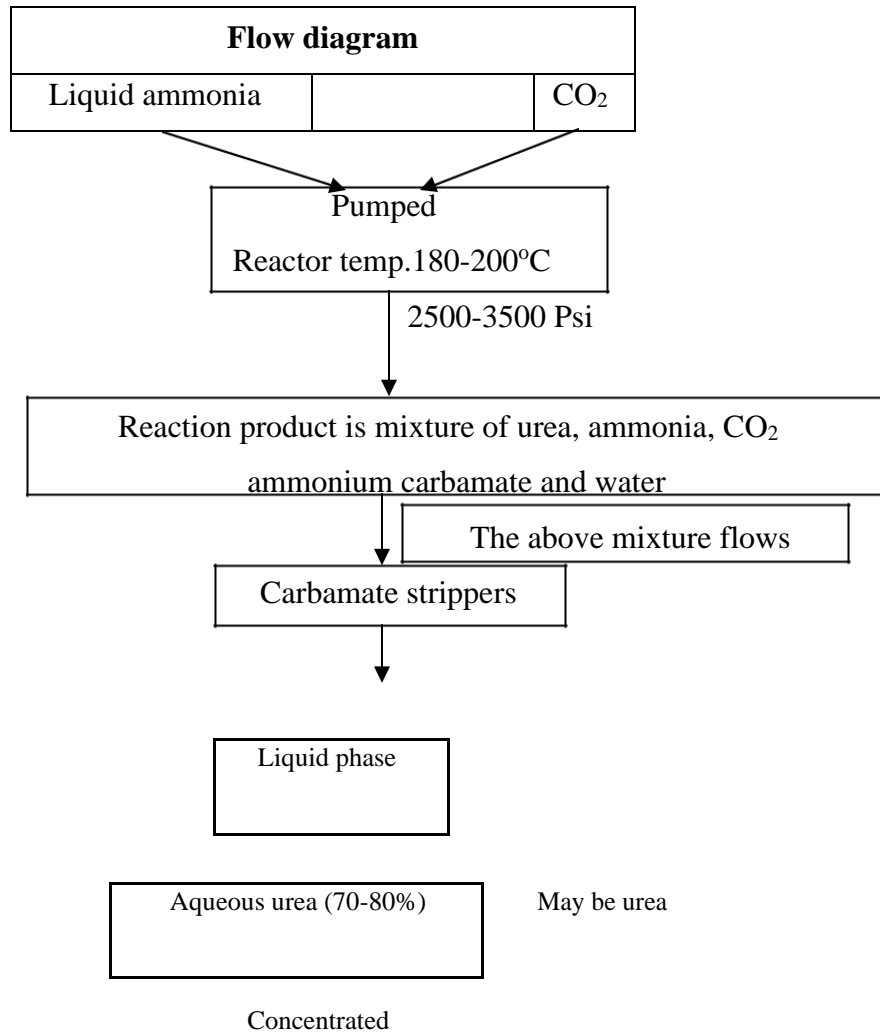 Flow diagram
Liquid ammonia CO₂
Pumped
Reactor temp.180-200ºC
2500-3500 Psi
Reaction product is mixture of urea, ammonia, CO₂
ammonium carbamate and water
The above mixture flows
Carbamate strippers
Liquid phase
Aqueous urea (70-80%) May be urea
Concentrated